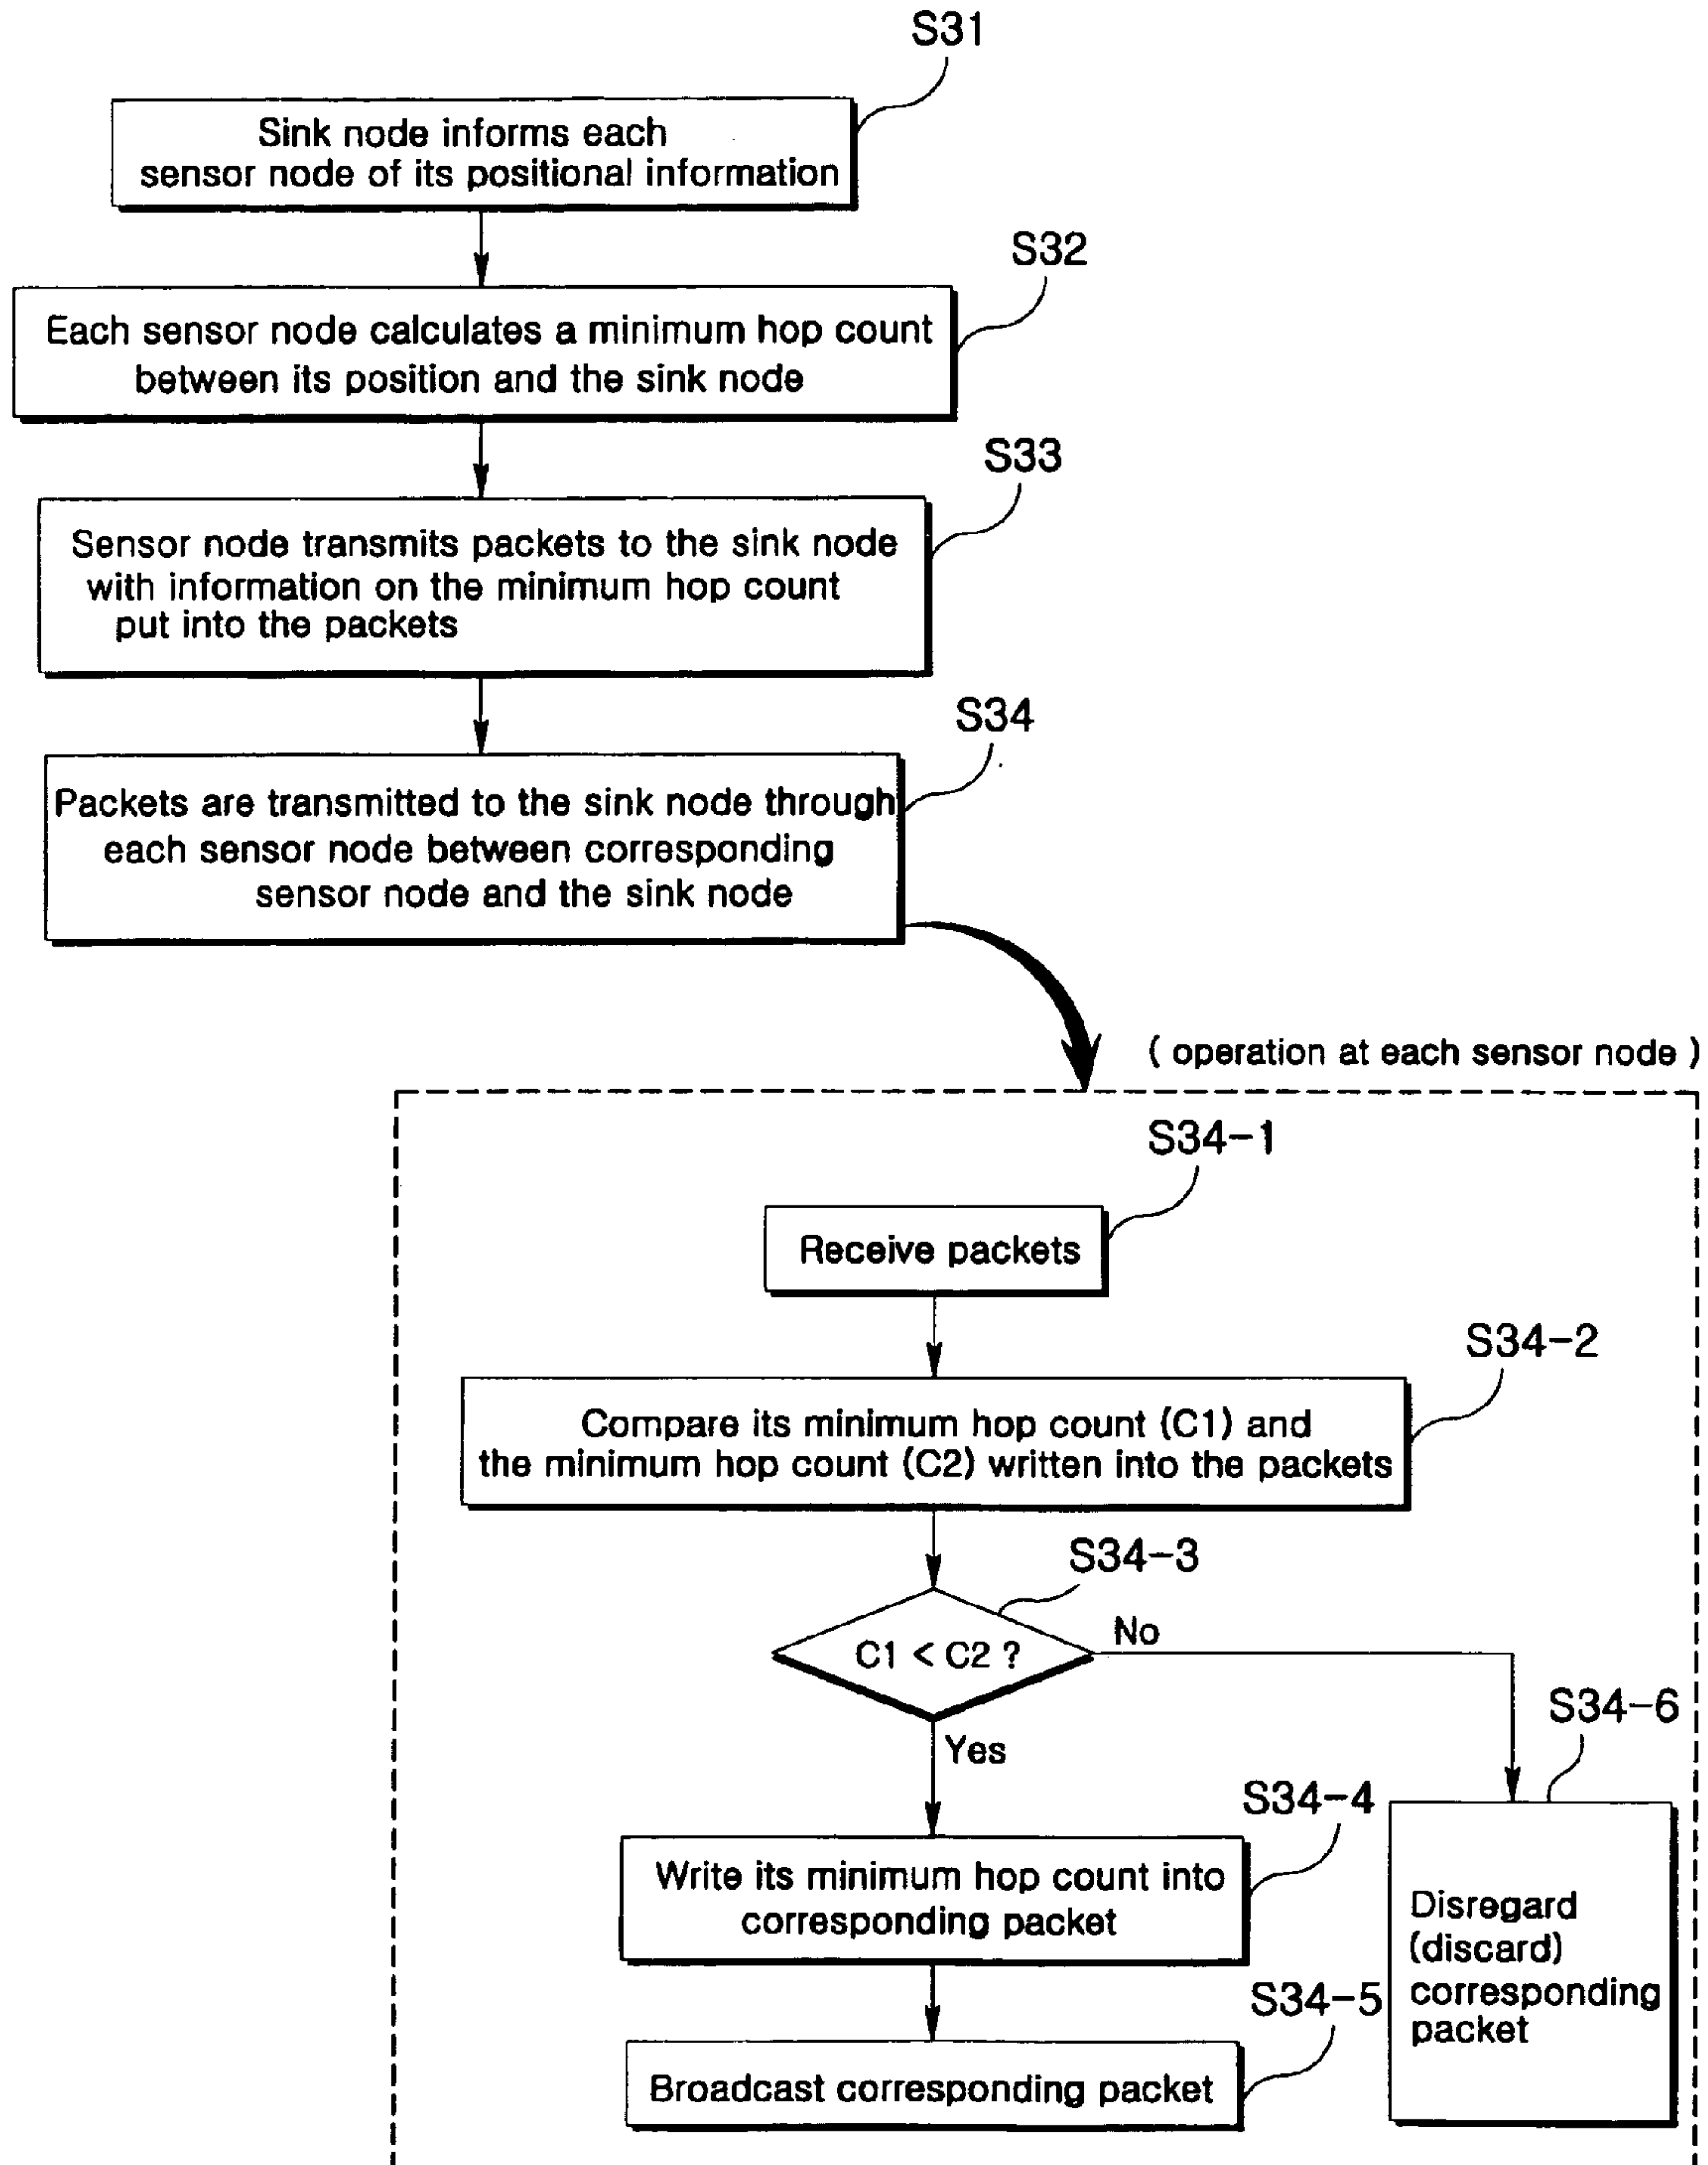 S31
Sink node informs each
sensor node of its positional information
S32
Each sensor node calculates a minimum hop count
between its position and the sink node
S33
Sensor node transmits packets to the sink node
with information on the minimum hop count
put into the packets
S34
Packets are transmitted to the sink node through
each sensor node between corresponding
sensor node and the sink node
( operation at each sensor node )
S34-1
Receive packets
S34-2
Compare its minimum hop count (C1) and
the minimum hop count (C2) written into the packets
S34-3
C1 < C2 ?
No
Yes
S34-4
Write its minimum hop count into
corresponding packet
S34-5
Broadcast corresponding packet
S34-6
Disregard
(discard)
corresponding
packet